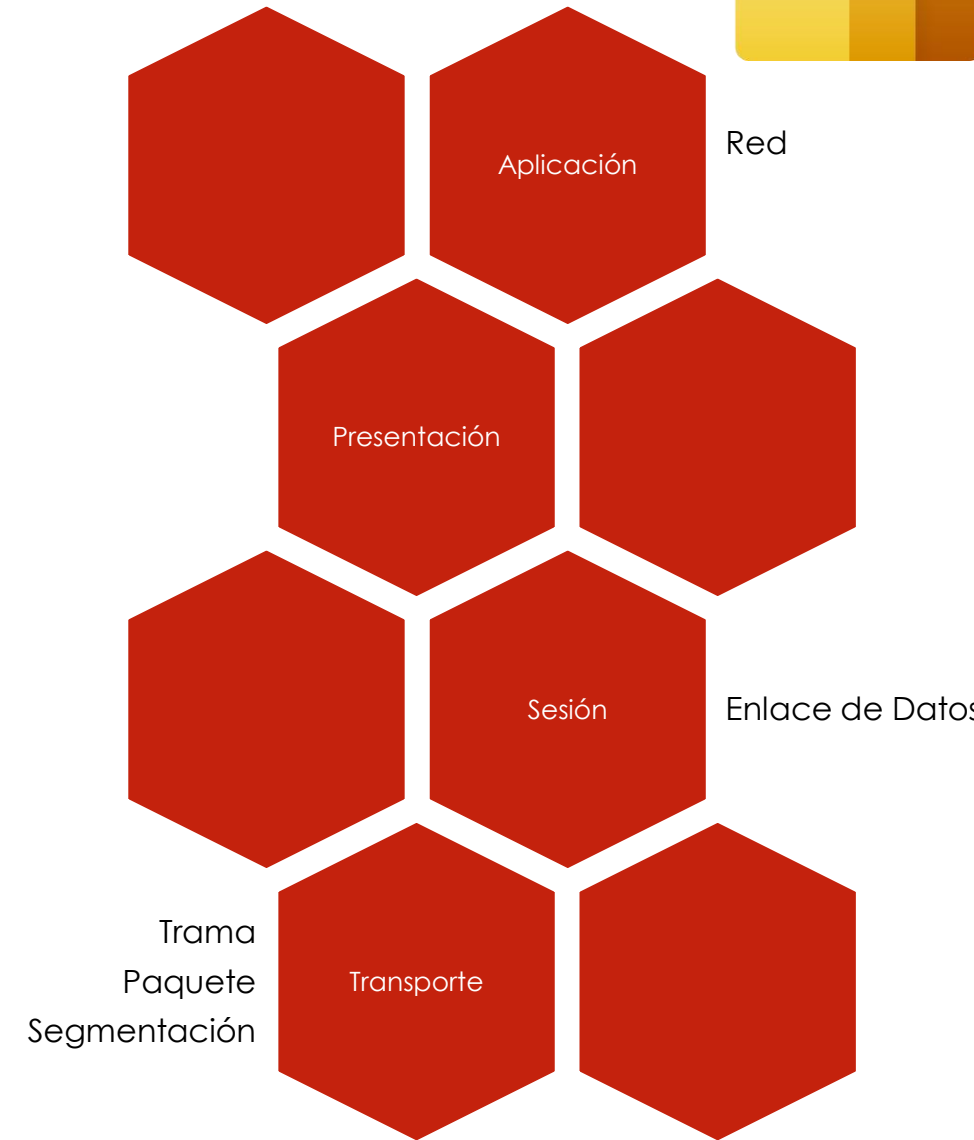 Red
Aplicación
Presentación
Sesión
Enlace de Datos
Trama
Paquete
Segmentación
Transporte